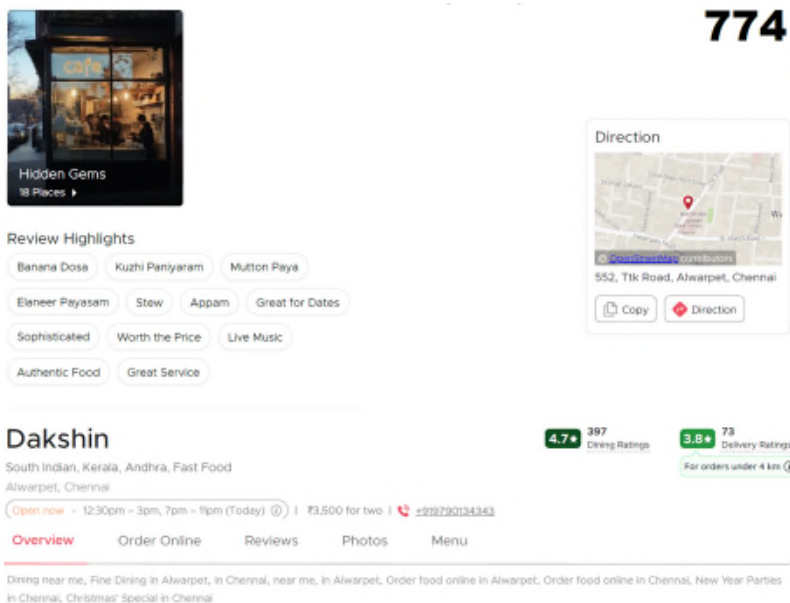 774
cafe
Hidden Gems
18 Places
Direction
© OpenStreetMap contributors
552, Ttk Road, Alwarpet, Chennai
Copy
Direction
Review Highlights
Banana Dosa Kuzhi Paniyaram Mutton Paya
Elaneer Payasam Stew Appam Great for Dates
Sophisticated Worth the Price Live Music
Authentic Food Great Service
Dakshin
4.7★ 397 Dining Ratings
3.8★ 73 Delivery Ratings
For orders under 4 km
South Indian, Kerala, Andhra, Fast Food
Alwarpet, Chennai
Open now - 12:30pm – 3pm, 7pm – 11pm (Today) | ₹3,500 for two | +919790134343
Overview Order Online Reviews Photos Menu
Dining near me, Fine Dining in Alwarpet, in Chennai, near me, in Alwarpet, Order food online in Alwarpet, Order food online in Chennai, New Year Parties
in Chennai, Christmas' Special in Chennai